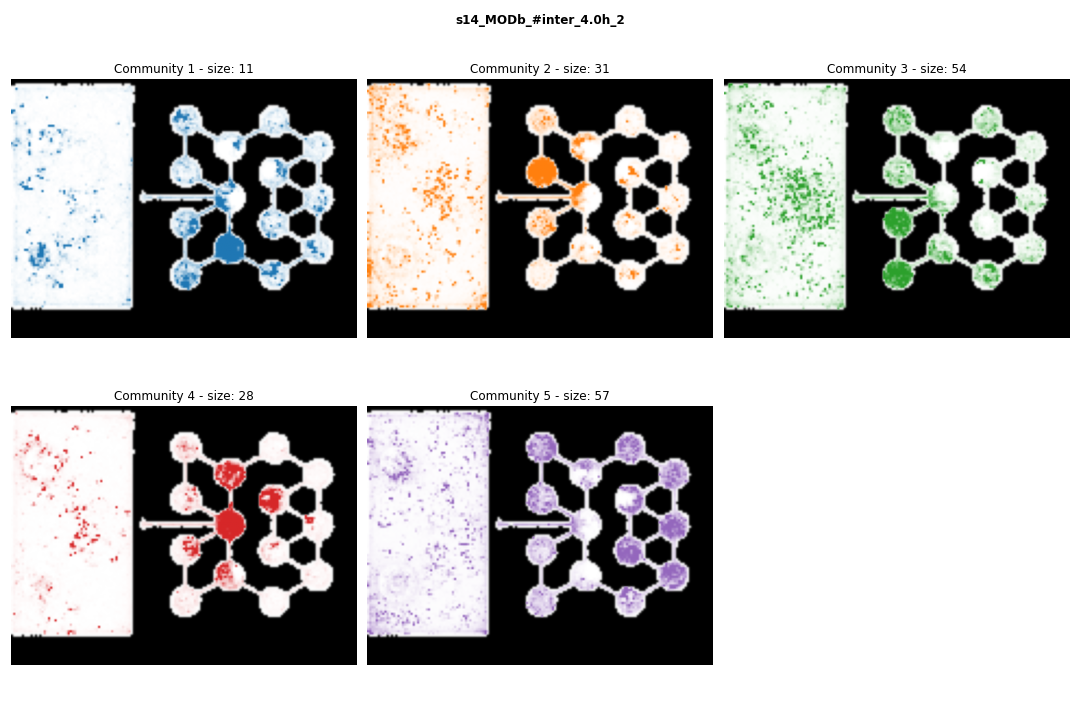 s14_MODb_#inter_4.0h_2
Community 1 - size: 11
Community 2 - size: 31
Community 3 - size: 54
Community 4 - size: 28
Community 5 - size: 57